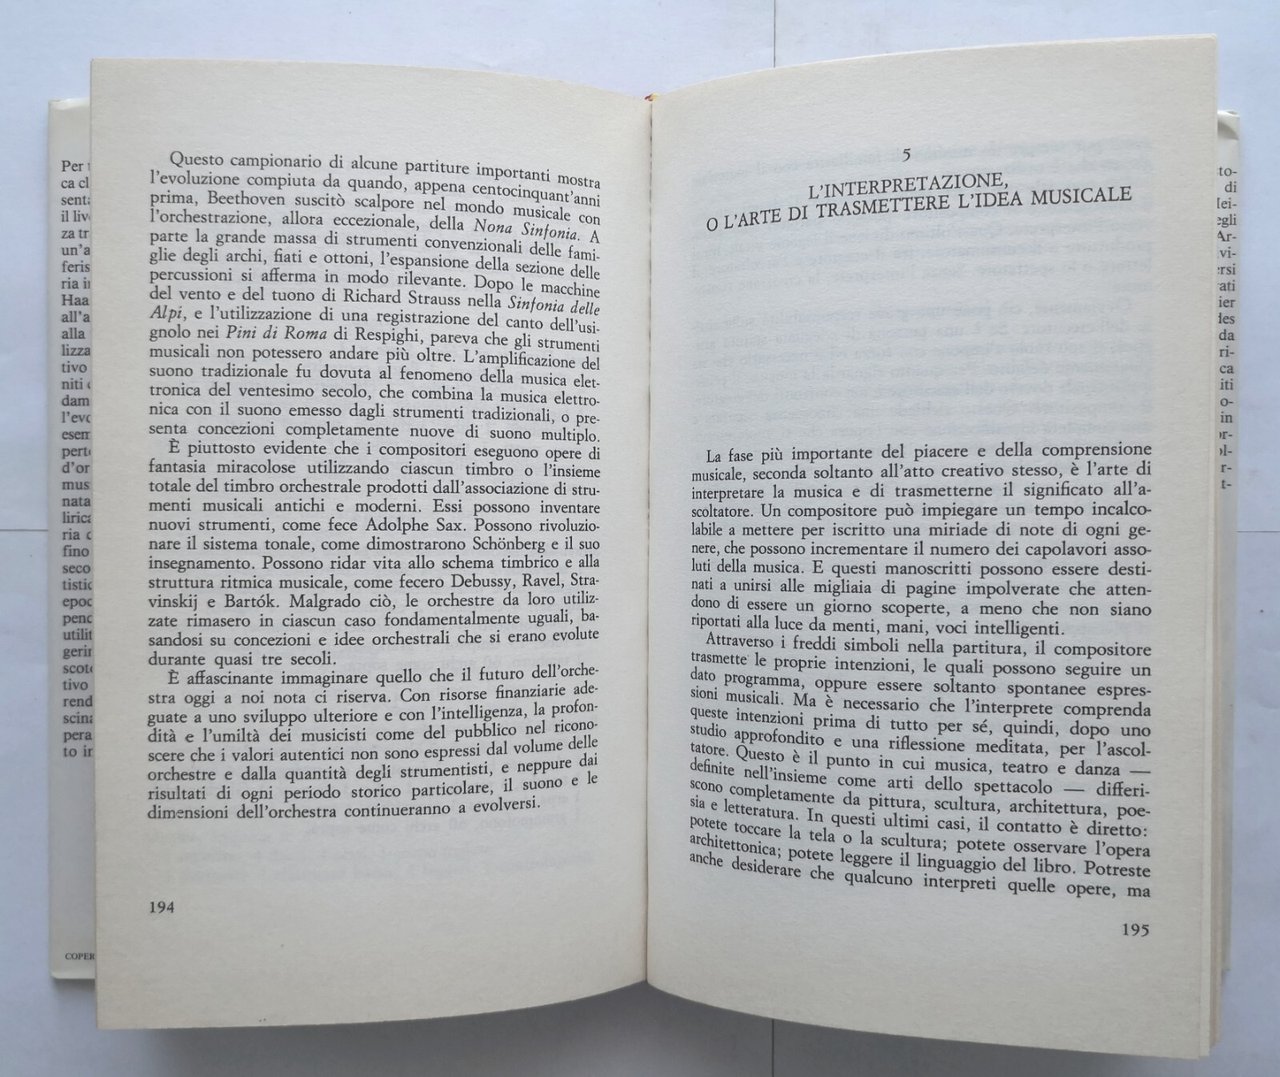 Questo campionario di alcune partiture importanti mostra
l'evoluzione compiuta da quando, appena centocinquant'anni
prima, Beethoven suscitò scalpore nel mondo musicale con
l'orchestrazione, allora eccezionale, della Nona Sinfonia. A
parte la grande massa di strumenti convenzionali delle fami-
glie degli archi, fiati e ottoni, l'espansione della sezione delle
percussioni si afferma in modo rilevante. Dopo le macchine
del vento e del tuono di Richard Strauss nella Sinfonia delle
Alpi, e l'utilizzazione di una registrazione del canto dell'usi-
gnolo nei Pini di Roma di Respighi, pareva che gli strumenti
musicali non potessero andare più oltre. L'amplificazione del
suono tradizionale fu dovuta al fenomeno della musica elet-
tronica del ventesimo secolo, che combina la musica elettro-
nica con il suono emesso dagli strumenti tradizionali, o pre-
senta concezioni completamente nuove di suono multiplo.
È piuttosto evidente che i compositori eseguono opere di
fantasia miracolose utilizzando ciascun timbro o l'insieme
totale del timbro orchestrale prodotti dall'associazione di stru-
menti musicali antichi e moderni. Essi possono inventare
nuovi strumenti, come fece Adolphe Sax. Possono rivoluzio-
nare il sistema tonale, come dimostrarono Schönberg e il suo
insegnamento. Possono ridar vita allo schema timbrico e alla
struttura ritmica musicale, come fecero Debussy, Ravel, Stra-
vinskij e Bartók. Malgrado ciò, le orchestre da loro utiliz-
zate rimasero in ciascun caso fondamentalmente uguali, ba-
sandosi su concezioni e idee orchestrali che si erano evolute
durante quasi tre secoli.
È affascinante immaginare quello che il futuro dell'orche-
stra oggi a noi nota ci riserva. Con risorse finanziarie ade-
guate a uno sviluppo ulteriore e con l'intelligenza, la profon-
dità e l'umiltà dei musicisti come del pubblico nel ricono-
scere che i valori autentici non sono espressi dal volume delle
orchestre e dalla quantità degli strumentisti, e neppure dai
risultati di ogni periodo storico particolare, il suono e le
dimensioni dell'orchestra continueranno a evolversi.
194
5
L'INTERPRETAZIONE,
O L'ARTE DI TRASMETTERE L'IDEA MUSICALE
La fase più importante del piacere e della comprensione
musicale, seconda soltanto all'atto creativo stesso, è l'arte di
interpretare la musica e di trasmetterne il significato all'a-
scoltatore. Un compositore può impiegare un tempo incalco-
labile a mettere per iscritto una miriade di note di ogni ge-
nere, che possono incrementare il numero dei capolavori asso-
luti della musica. E questi manoscritti possono essere desti-
nati a unirsi alle migliaia di pagine impolverate che atten-
dono di essere un giorno scoperte, a meno che non siano
riportati alla luce da menti, mani, voci intelligenti.
Attraverso i freddi simboli nella partitura, il compositore
trasmette le proprie intenzioni, le quali possono seguire un
dato programma, oppure essere soltanto spontanee espres-
sioni musicali. Ma è necessario che l'interprete comprenda
queste intenzioni prima di tutto per sé, quindi, dopo uno
studio approfondito e una riflessione meditata, per l'ascol-
tatore. Questo è il punto in cui musica, teatro e danza —
definite nell'insieme come arti dello spettacolo — differi-
scono completamente da pittura, scultura, architettura, poe-
sia e letteratura. In questi ultimi casi, il contatto è diretto:
potete toccare la tela o la scultura; potete osservare l'opera
architettonica; potete leggere il linguaggio del libro. Potreste
anche desiderare che qualcuno interpreti quelle opere, ma
195